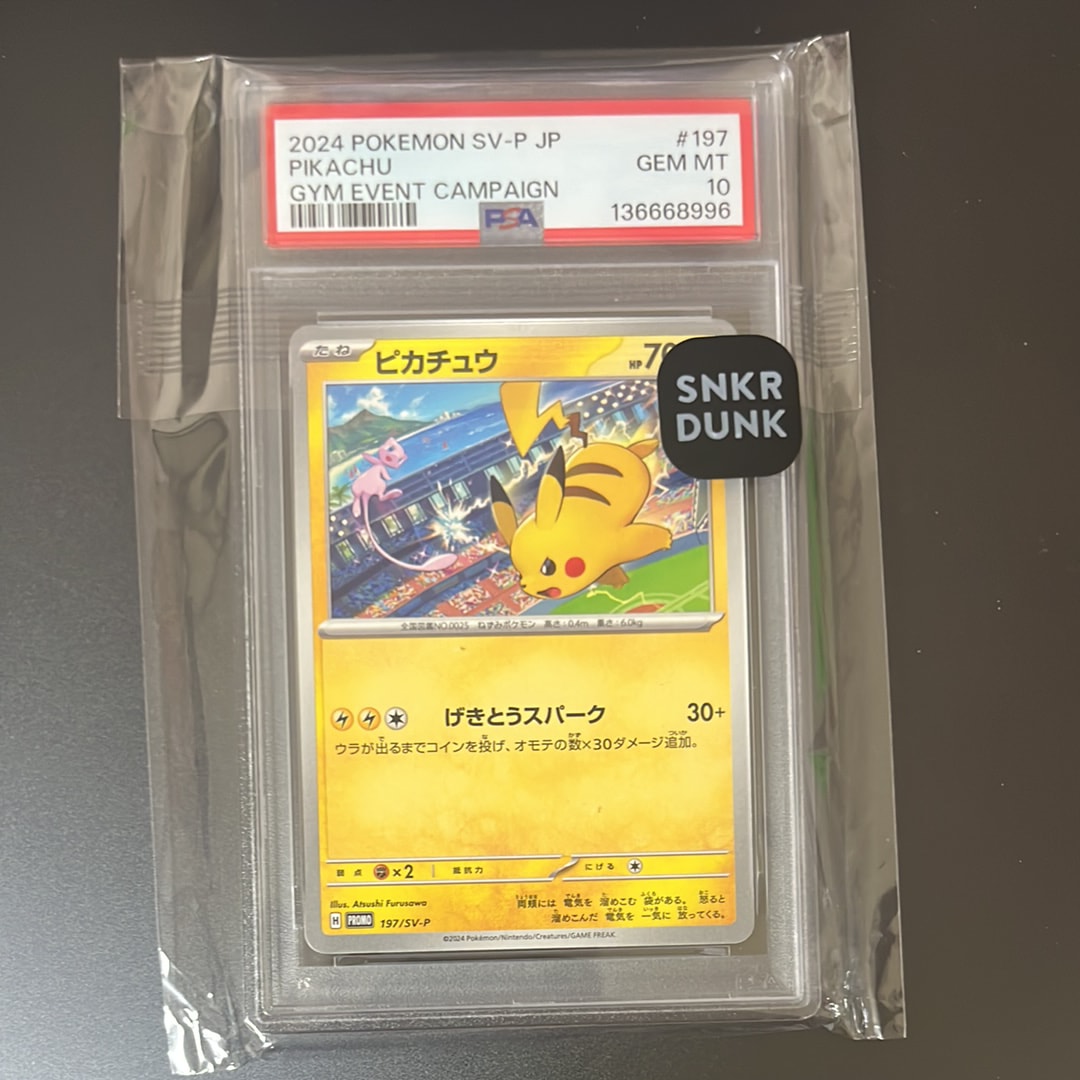 2024 POKEMON SV-P JP #197
PIKACHU GEM MT
GYM EVENT CAMPAIGN 10
PSA 136668996
たね ピカチュウ HP70
SNKR
DUNK
全国図鑑NO.0025 ねずみポケモン 高さ:0.4m 重さ:6.0kg
げきとうスパーク 30+
ウラが出るまでコインを投げ、オモテの数×30ダメージ追加。
弱点 ×2 抵抗力 にげる
Illus. Atsushi Furusawa
両頬には 電気を 溜めこむ 袋がある。 怒ると
溜めこんだ 電気を 一気に 放ってくる。
H PROMO 197/SV-P
©2024 Pokémon/Nintendo/Creatures/GAME FREAK.